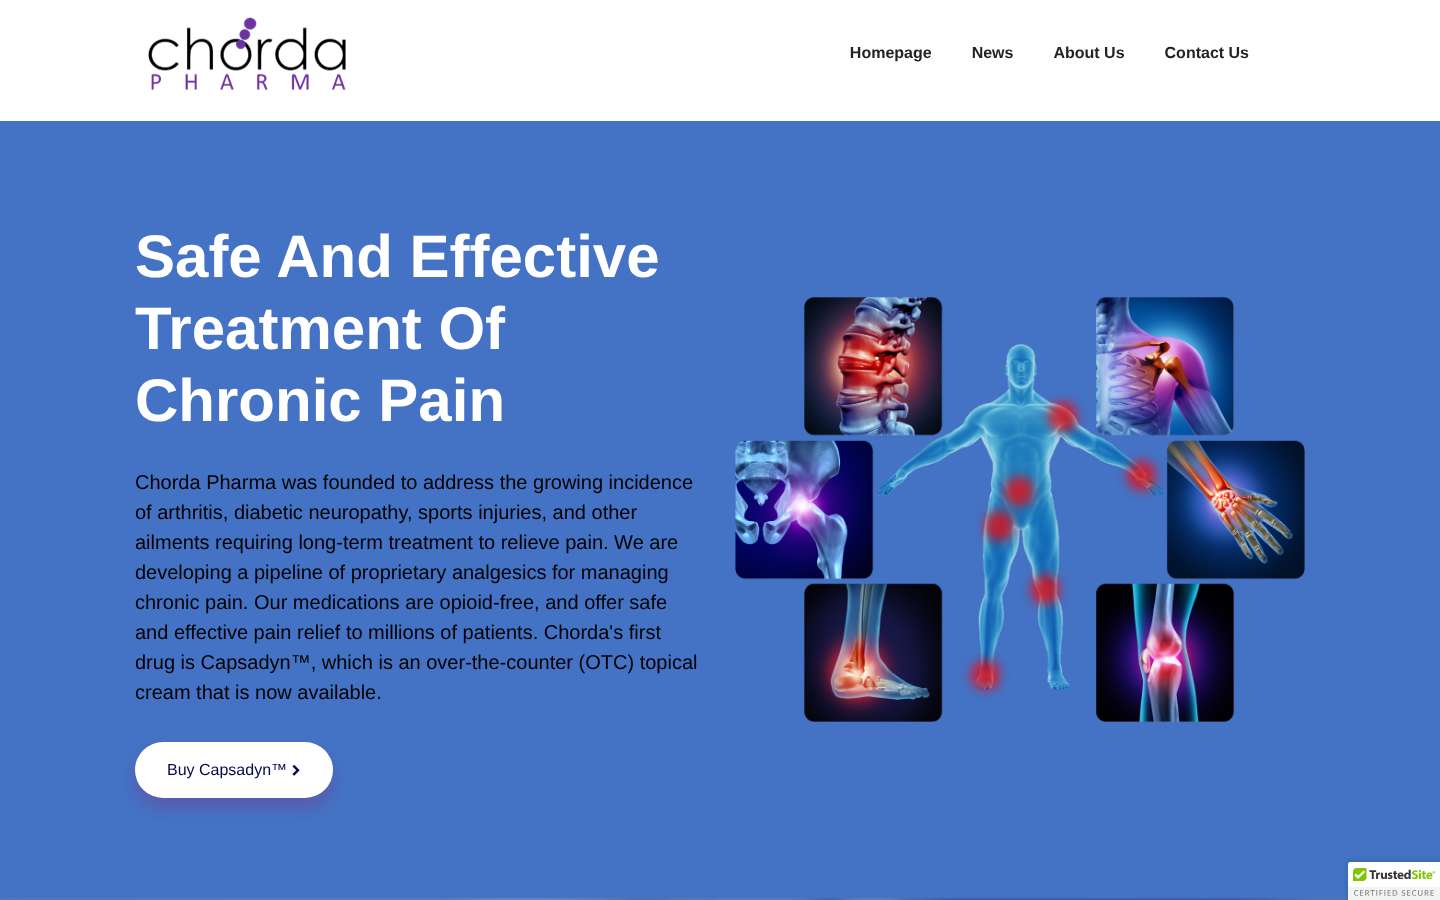 chorda
PHARMA
Homepage News About Us Contact Us
Safe And Effective
Treatment Of
Chronic Pain
Chorda Pharma was founded to address the growing incidence
of arthritis, diabetic neuropathy, sports injuries, and other
ailments requiring long-term treatment to relieve pain. We are
developing a pipeline of proprietary analgesics for managing
chronic pain. Our medications are opioid-free, and offer safe
and effective pain relief to millions of patients. Chorda's first
drug is Capsadyn™, which is an over-the-counter (OTC) topical
cream that is now available.
Buy Capsadyn™
TrustedSite
CERTIFIED SECURE